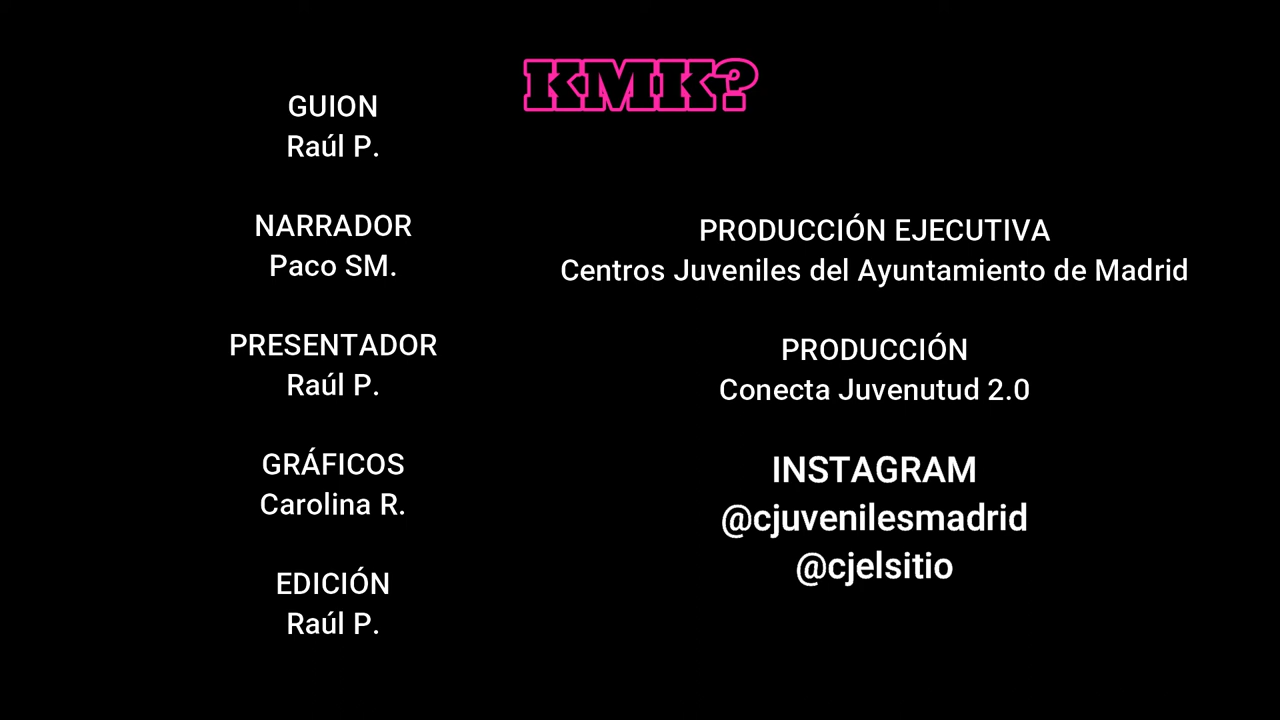 KMK?
GUION
Raúl P.
NARRADOR
Paco SM.
PRESENTADOR
Raúl P.
GRÁFICOS
Carolina R.
EDICIÓN
Raúl P.
PRODUCCIÓN EJECUTIVA
Centros Juveniles del Ayuntamiento de Madrid
PRODUCCIÓN
Conecta Juvenutud 2.0
INSTAGRAM
@cjuvenilesmadrid
@cjelsitio